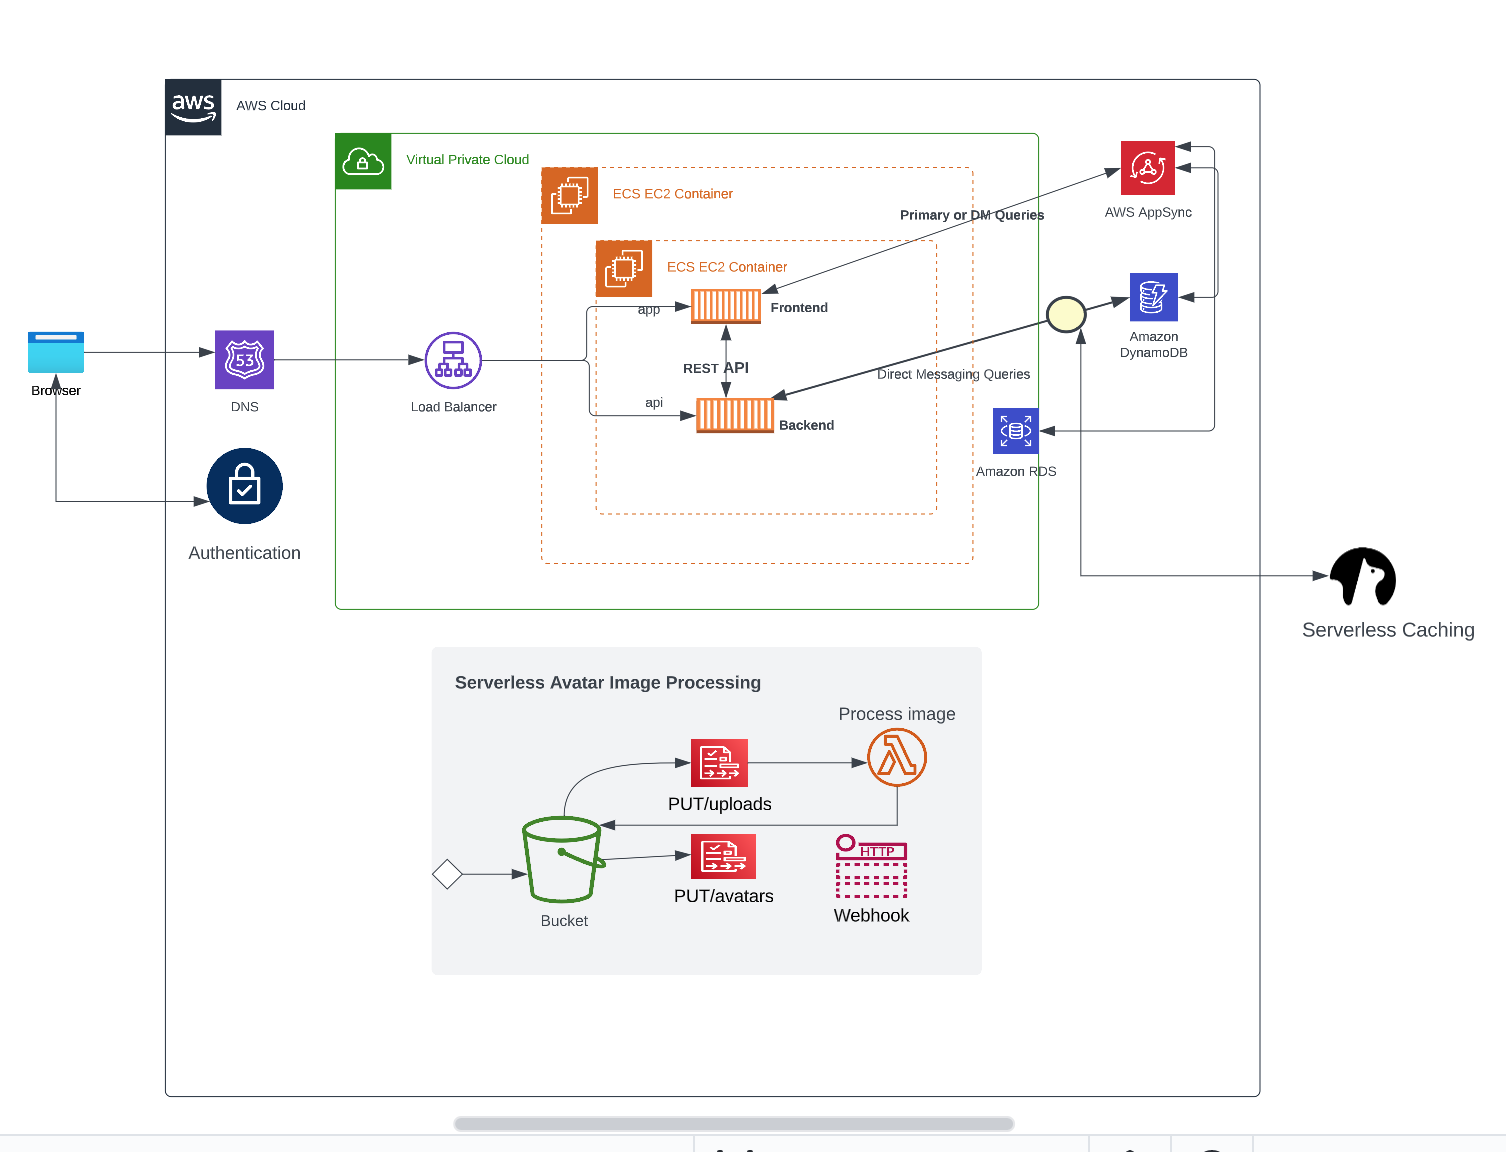 aws
AWS Cloud
Virtual Private Cloud
ECS EC2 Container
ECS EC2 Container
Primary or DM Queries
AWS AppSync
app
Frontend
Amazon
DynamoDB
Browser
53
DNS
Load Balancer
REST API
Direct Messaging Queries
api
Backend
Amazon RDS
Authentication
Serverless Caching
Serverless Avatar Image Processing
Process image
PUT/uploads
HTTP
PUT/avatars
Webhook
Bucket